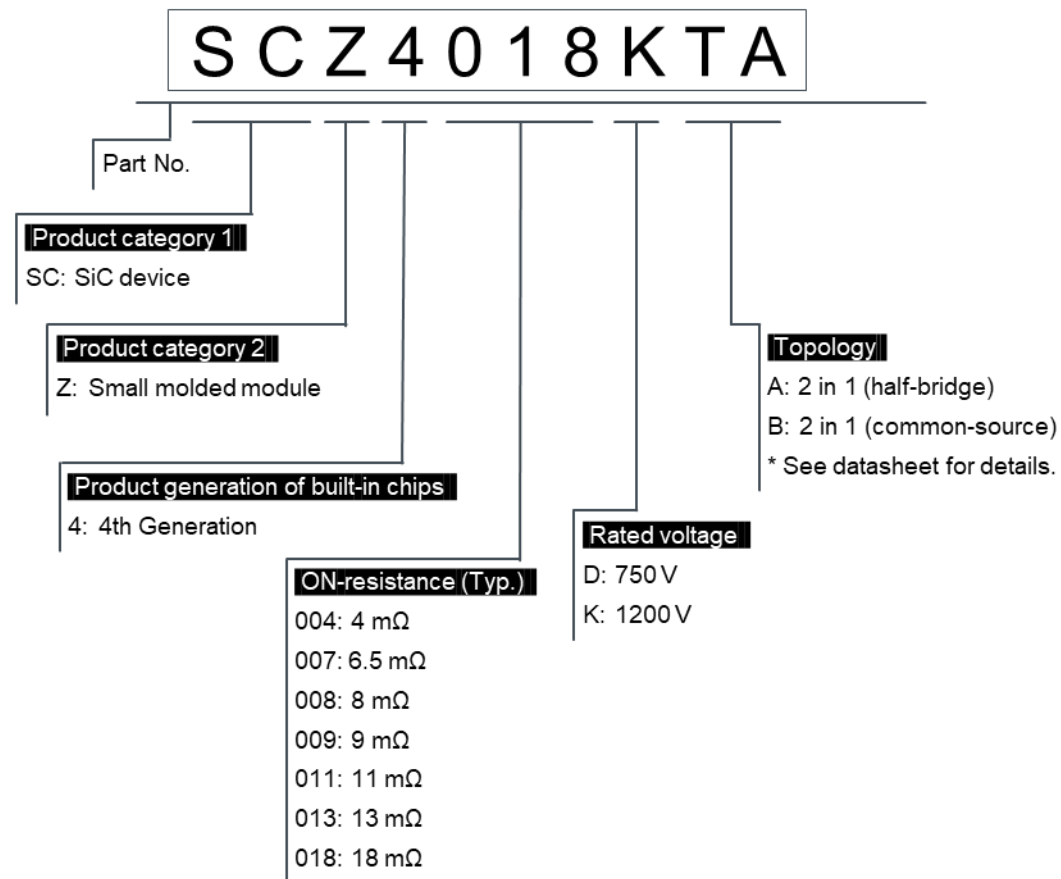 SCZ4018KTA
Part No.
Product category 1
SC: SiC device
Product category 2
Z: Small molded module
Product generation of built-in chips
4: 4th Generation
ON-resistance (Typ.)
004: 4 mΩ
007: 6.5 mΩ
008: 8 mΩ
009: 9 mΩ
011: 11 mΩ
013: 13 mΩ
018: 18 mΩ
Rated voltage
D: 750 V
K: 1200 V
Topology
A: 2 in 1 (half-bridge)
B: 2 in 1 (common-source)
* See datasheet for details.